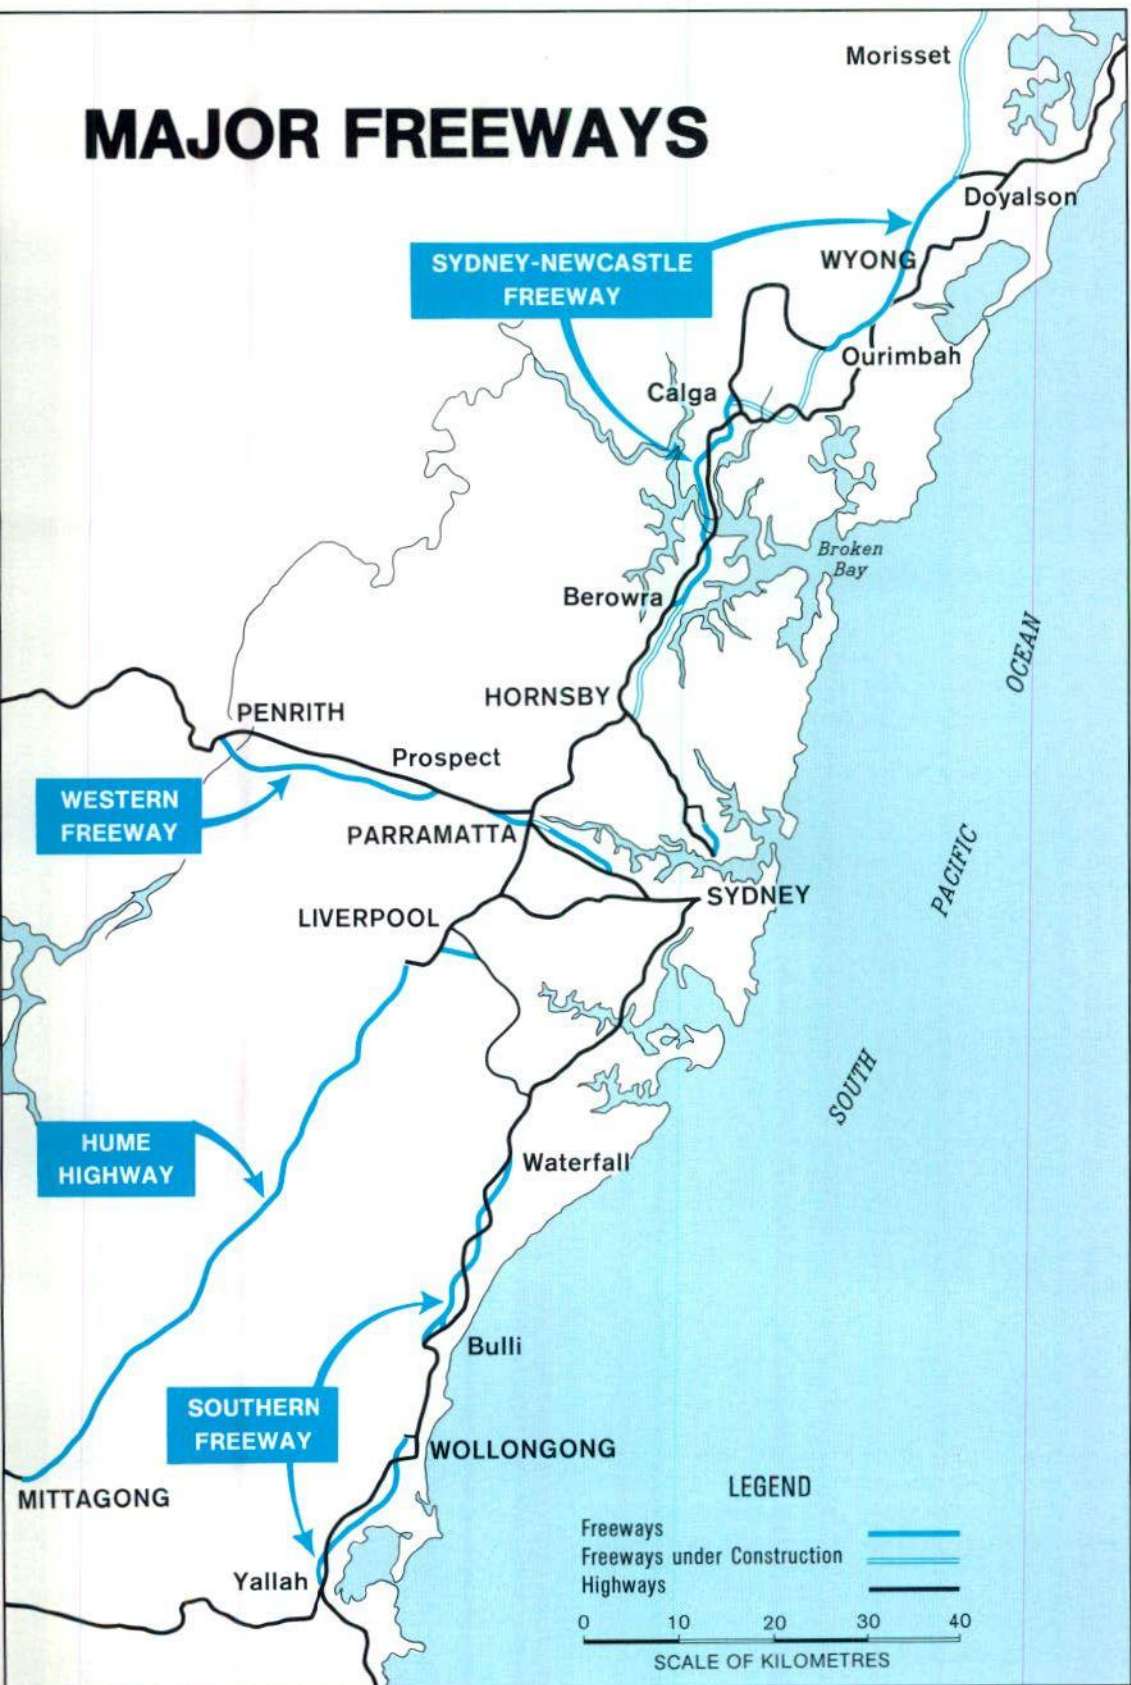 MAJOR FREEWAYS
Morisset
Doyalson
SYDNEY-NEWCASTLE
FREEWAY
WYONG
Ourimbah
Calga
Broken
Bay
Berowra
OCEAN
HORNSBY
PENRITH
Prospect
WESTERN
FREEWAY
PARRAMATTA
PACIFIC
SYDNEY
LIVERPOOL
SOUTH
HUME
HIGHWAY
Waterfall
Bulli
SOUTHERN
FREEWAY
WOLLONGONG
MITTAGONG
Yallah
LEGEND
Freeways
Freeways under Construction
Highways
0 10 20 30 40
SCALE OF KILOMETRES